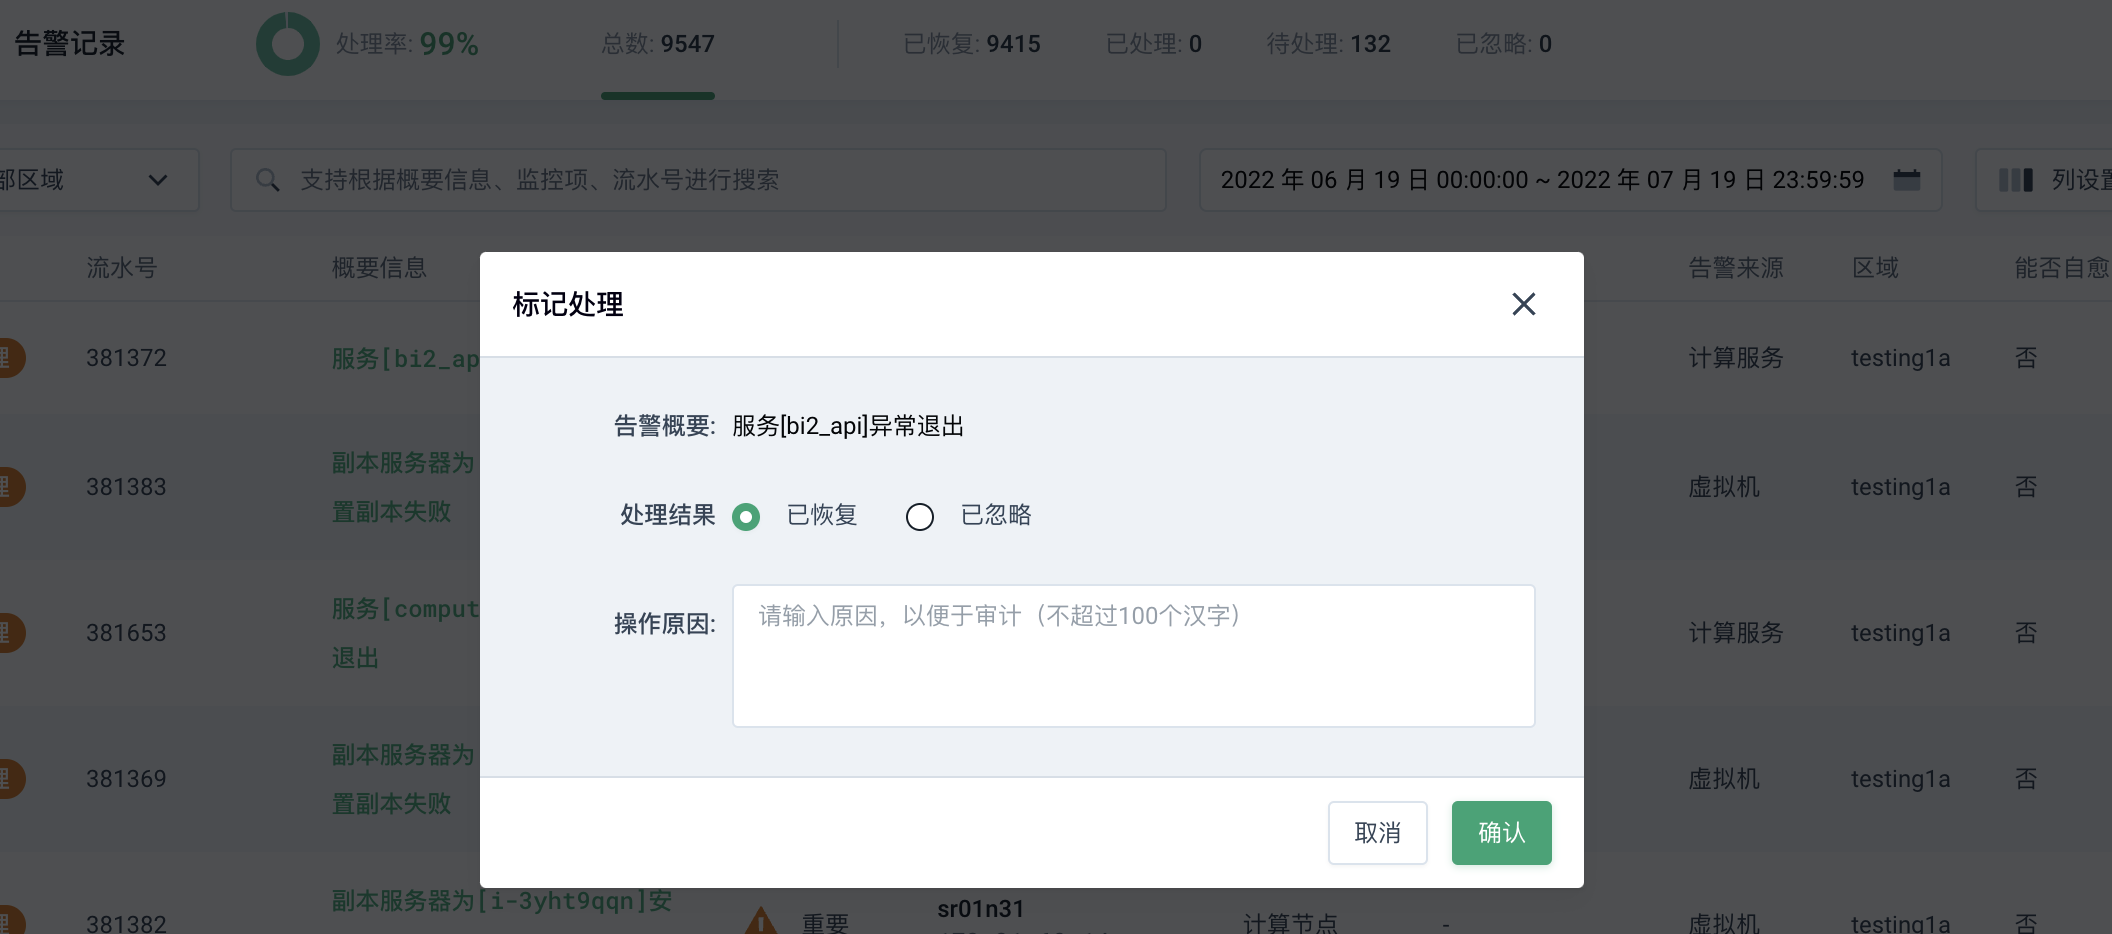 告警记录
处理率: 99%
总数: 9547
已恢复: 9415
已处理: 0
待处理: 132
已忽略: 0
部区域
支持根据概要信息、监控项、流水号进行搜索
2022 年 06 月 19 日 00:00:00 ~ 2022 年 07 月 19 日 23:59:59
列设置
流水号
概要信息
告警来源
区域
能否自愈
理
381372
服务[bi2_ap
计算服务
testing1a
否
理
381383
副本服务器为
置副本失败
虚拟机
testing1a
否
理
381653
服务[comput
退出
计算服务
testing1a
否
理
381369
副本服务器为
置副本失败
虚拟机
testing1a
否
理
381382
副本服务器为[i-3yht9qqn]安
重要
sr01n31
计算节点
-
虚拟机
testing1a
否
标记处理
告警概要: 服务[bi2_api]异常退出
处理结果 已恢复 已忽略
操作原因: 请输入原因，以便于审计（不超过100个汉字）
取消
确认